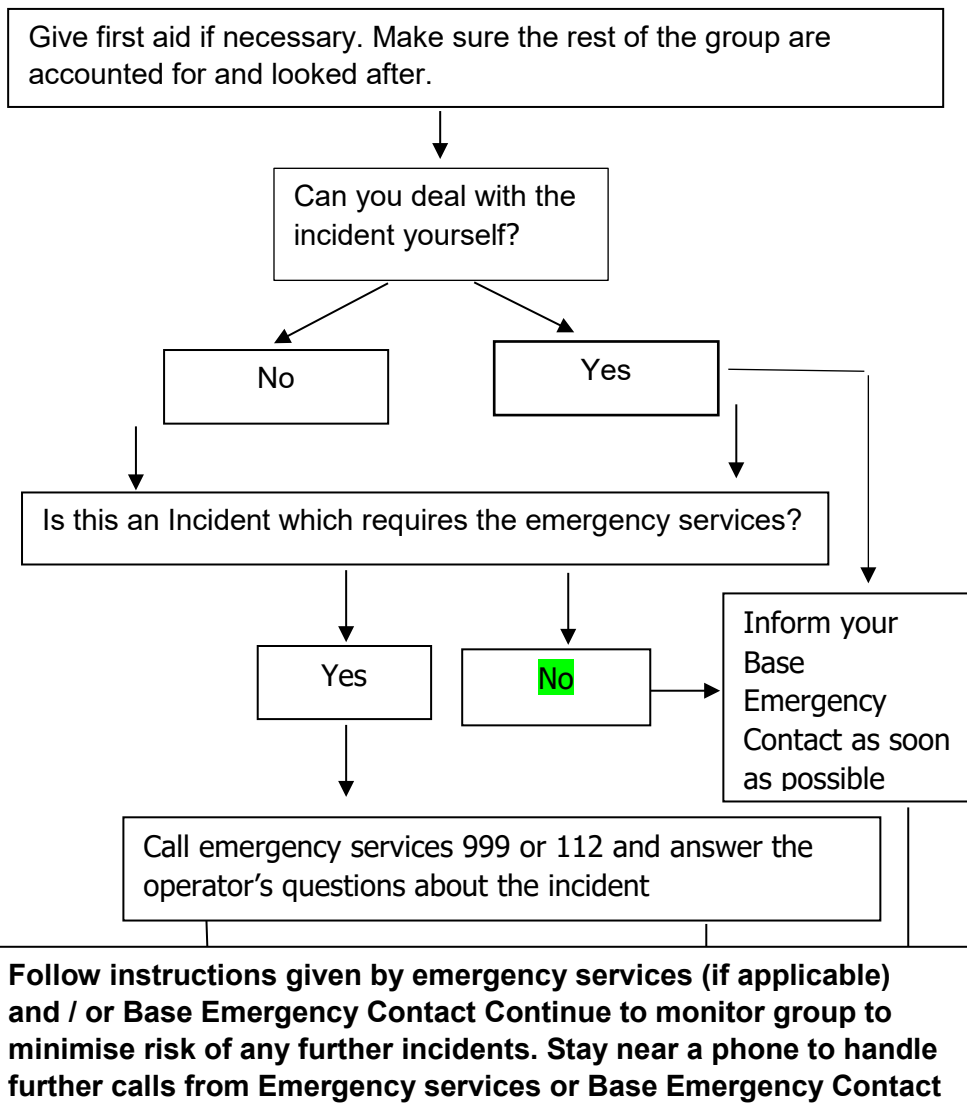 Give first aid if necessary. Make sure the rest of the group are
accounted for and looked after.
Can you deal with the
incident yourself?
No
Yes
Is this an Incident which requires the emergency services?
Yes
No
Inform your
Base
Emergency
Contact as soon
as possible
Call emergency services 999 or 112 and answer the
operator’s questions about the incident
Follow instructions given by emergency services (if applicable)
and / or Base Emergency Contact Continue to monitor group to
minimise risk of any further incidents. Stay near a phone to handle
further calls from Emergency services or Base Emergency Contact